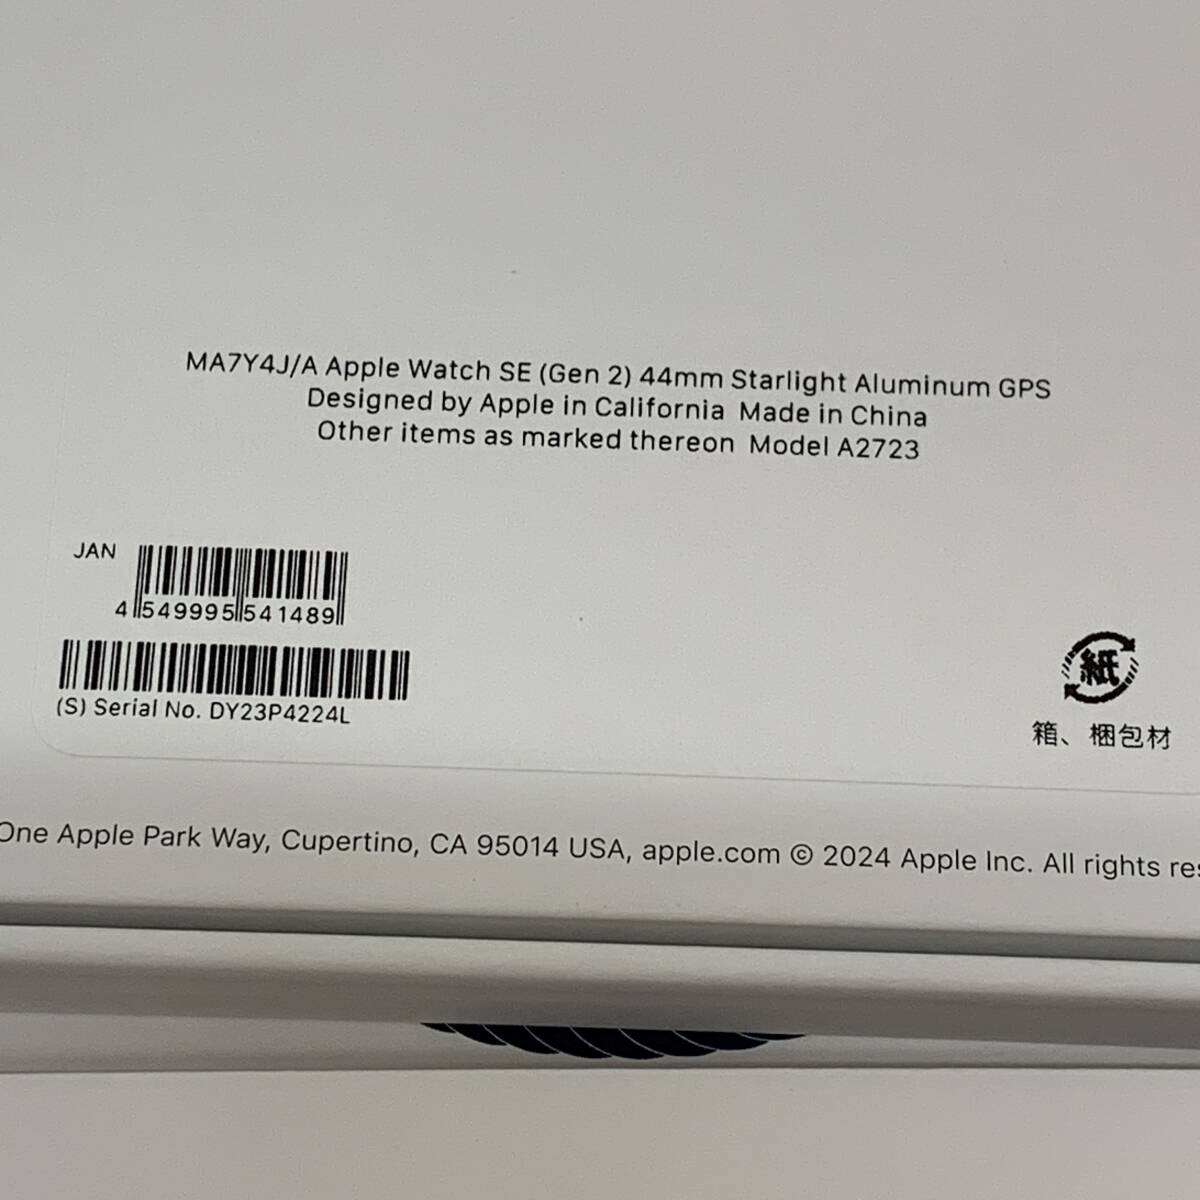 MA7Y4J/A Apple Watch SE (Gen 2) 44mm Starlight Aluminum GPS
Designed by Apple in California Made in China
Other items as marked thereon Model A2723
JAN
4 549995 541489
(S) Serial No. DY23P4224L
紙
箱、梱包材
One Apple Park Way, Cupertino, CA 95014 USA, apple.com © 2024 Apple Inc. All rights res